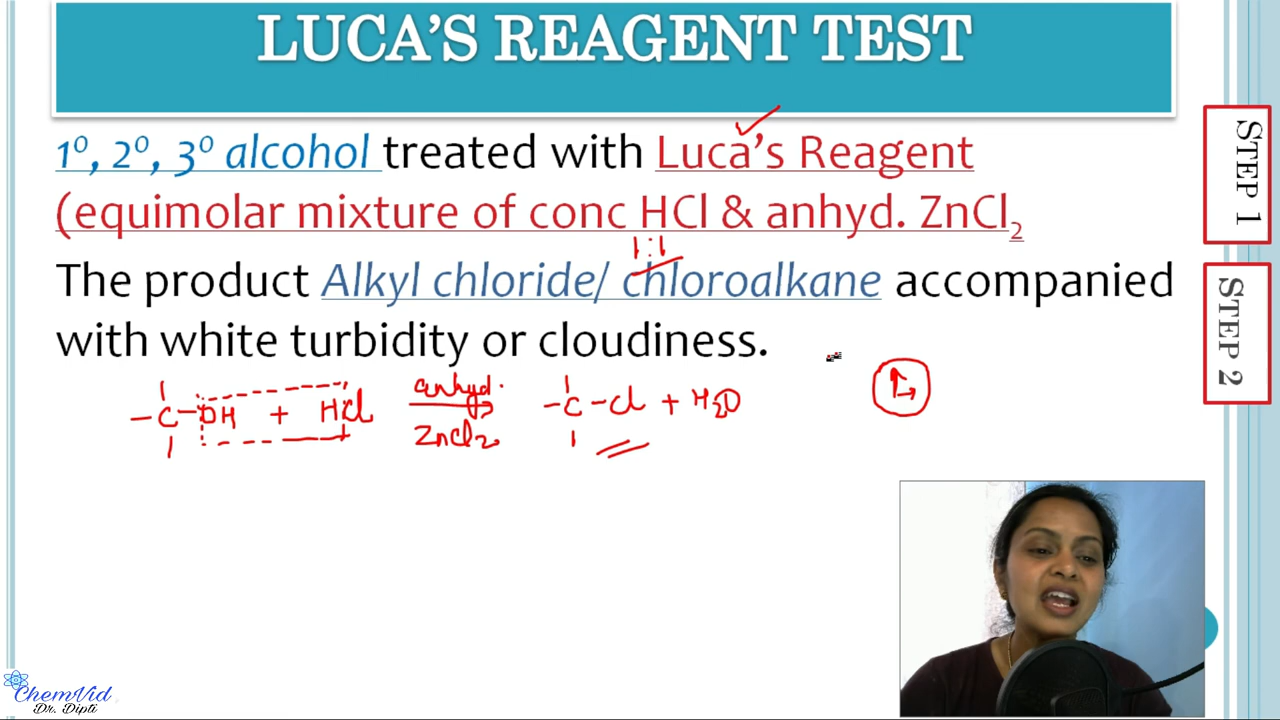 LUCA'S REAGENT TEST
1⁰, 2⁰, 3⁰ alcohol treated with Luca's Reagent
(equimolar mixture of conc HCl & anhyd. ZnCl₂
1:1
The product Alkyl chloride/ chloroalkane accompanied
with white turbidity or cloudiness.
-C-OH + HCl anhyd. ZnCl₂ -C-Cl + H₂O
STEP 1
STEP 2
ChemVid
Dr. Dipti